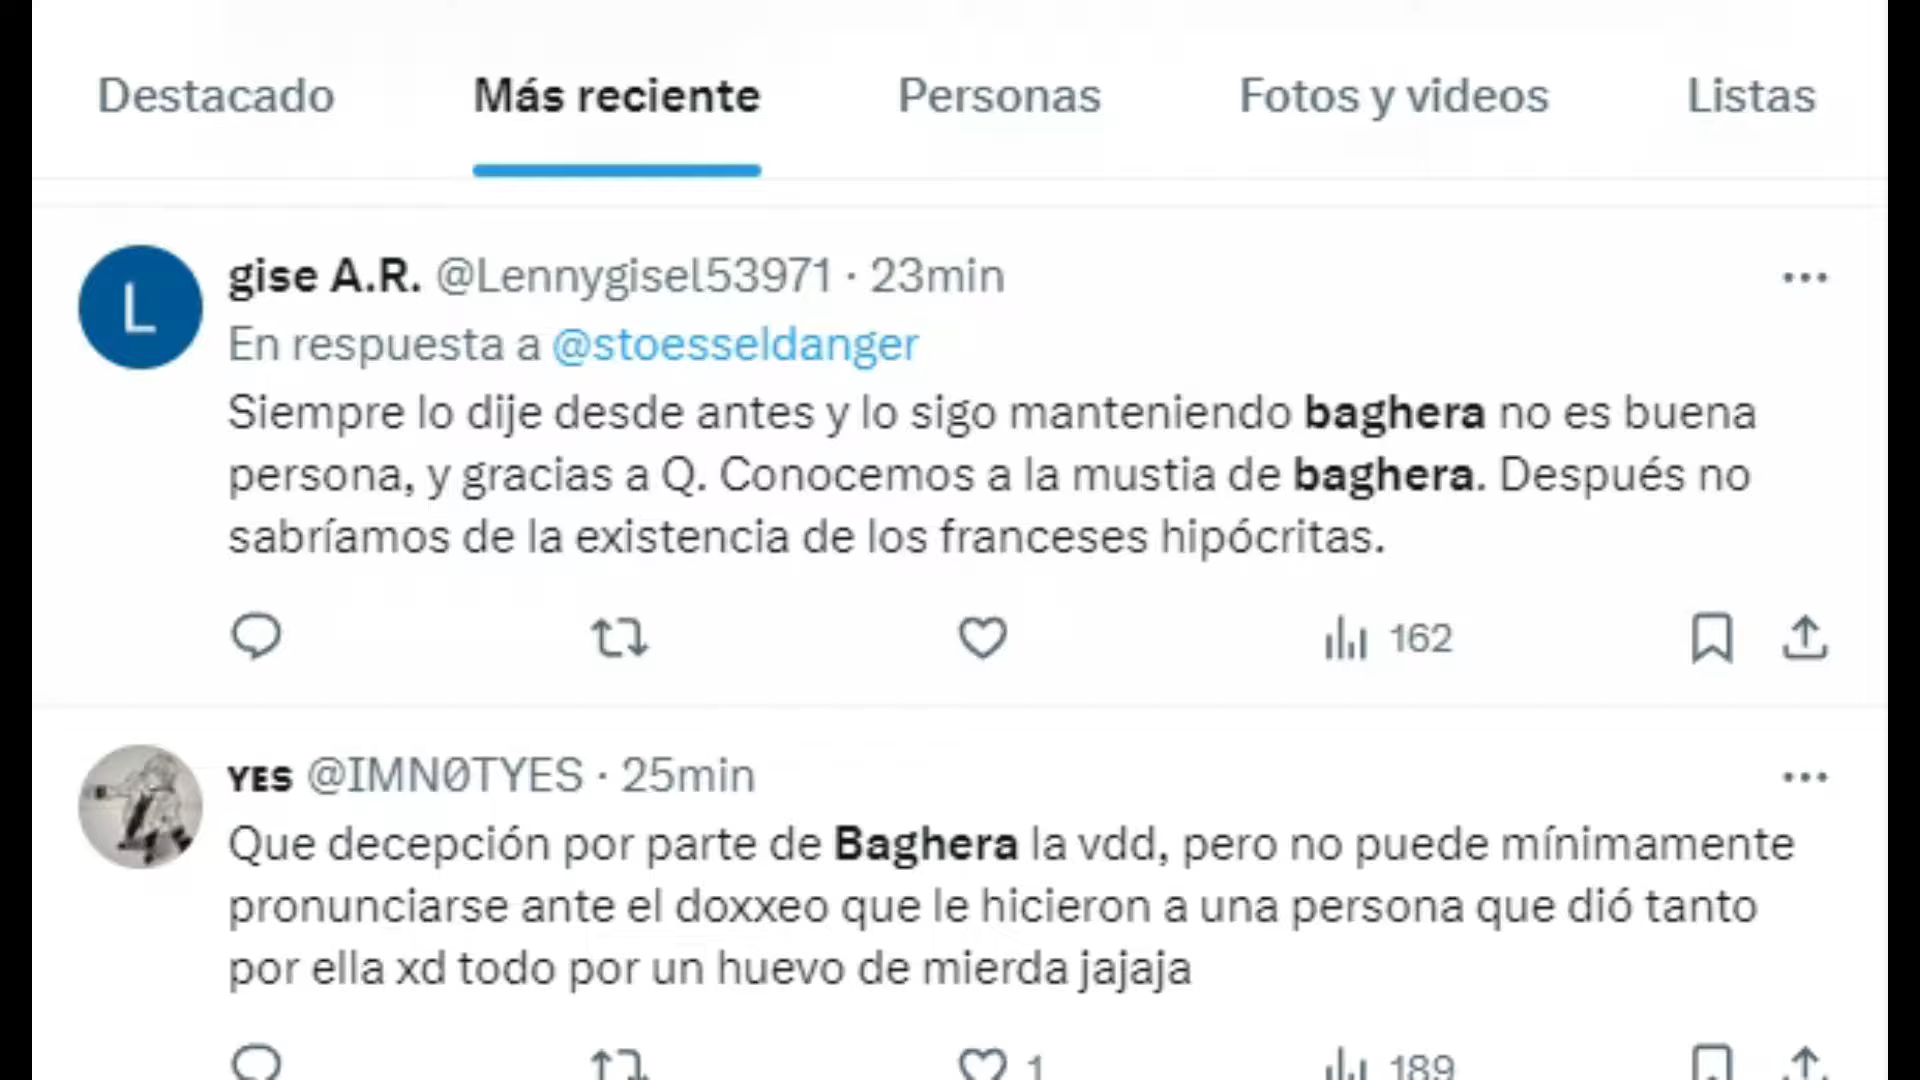 Destacado Más reciente Personas Fotos y videos Listas
L
gise A.R. @Lennygisel53971 · 23min
En respuesta a @stoesseldanger
Siempre lo dije desde antes y lo sigo manteniendo baghera no es buena
persona, y gracias a Q. Conocemos a la mustia de baghera. Después no
sabríamos de la existencia de los franceses hipócritas.
162
YES @IMN0TYES · 25min
Que decepción por parte de Baghera la vdd, pero no puede mínimamente
pronunciarse ante el doxxeo que le hicieron a una persona que dió tanto
por ella xd todo por un huevo de mierda jajaja
1 189